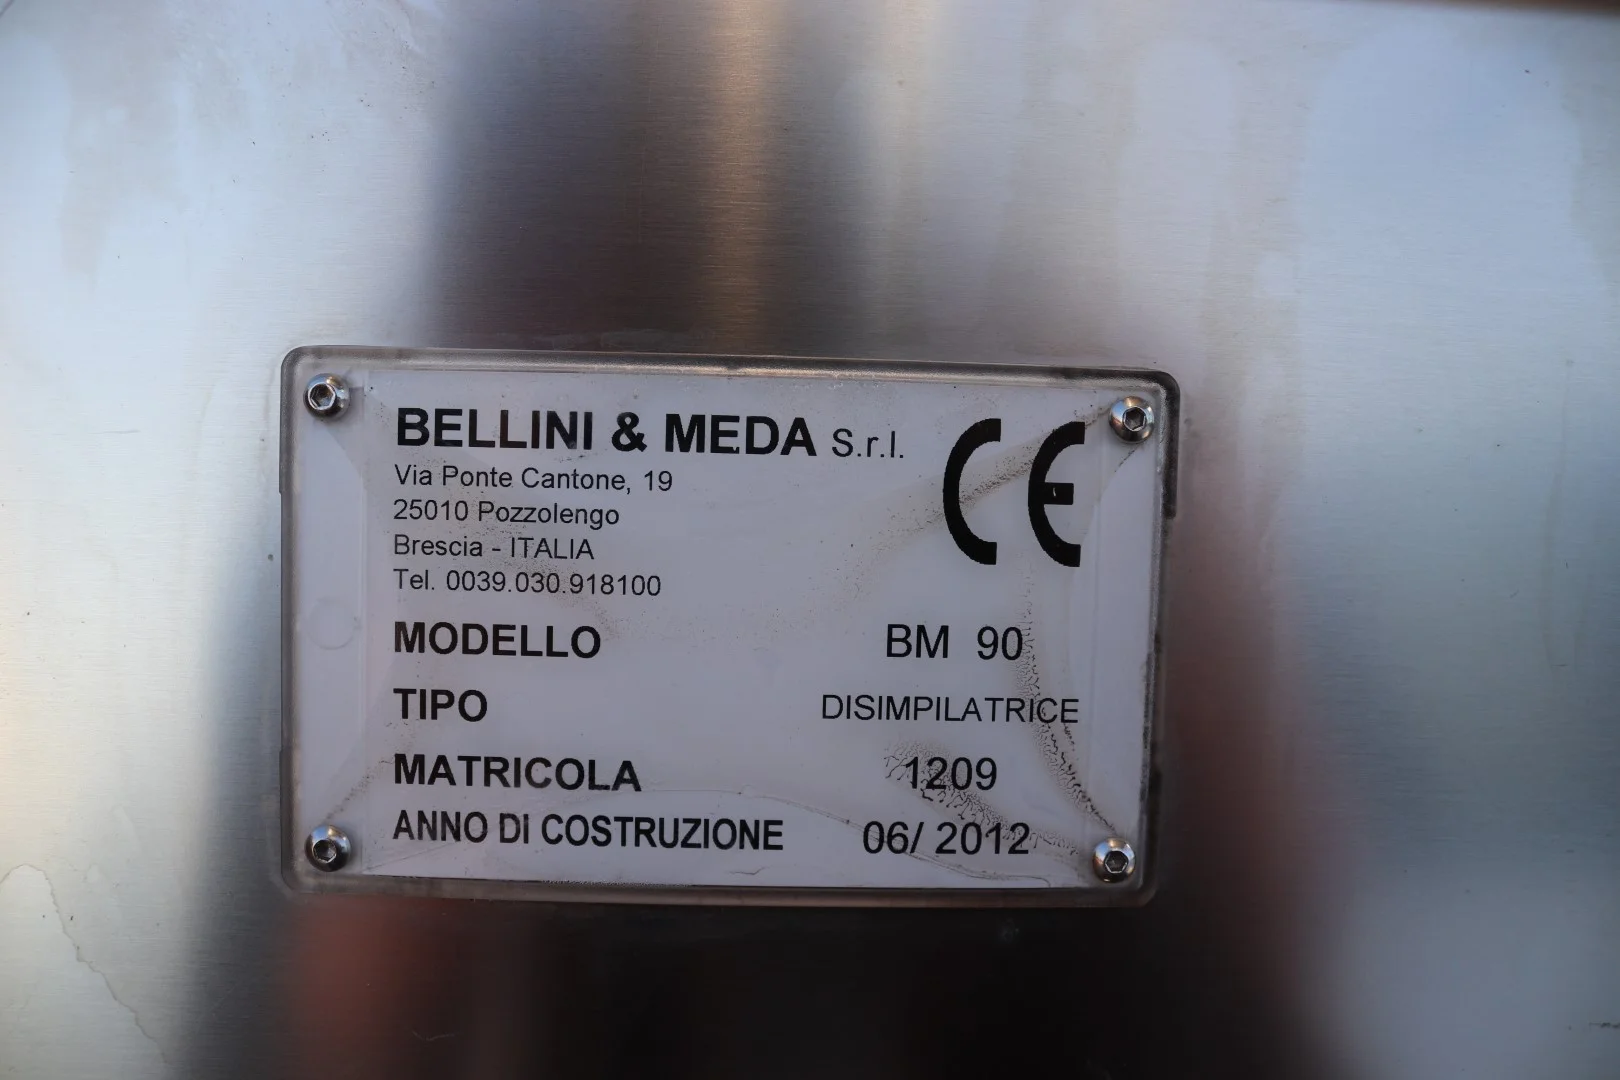 BELLINI & MEDA S.r.l.
CE
Via Ponte Cantone, 19
25010 Pozzolengo
Brescia - ITALIA
Tel. 0039.030.918100
MODELLO BM 90
TIPO DISIMPILATRICE
MATRICOLA 1209
ANNO DI COSTRUZIONE 06/ 2012